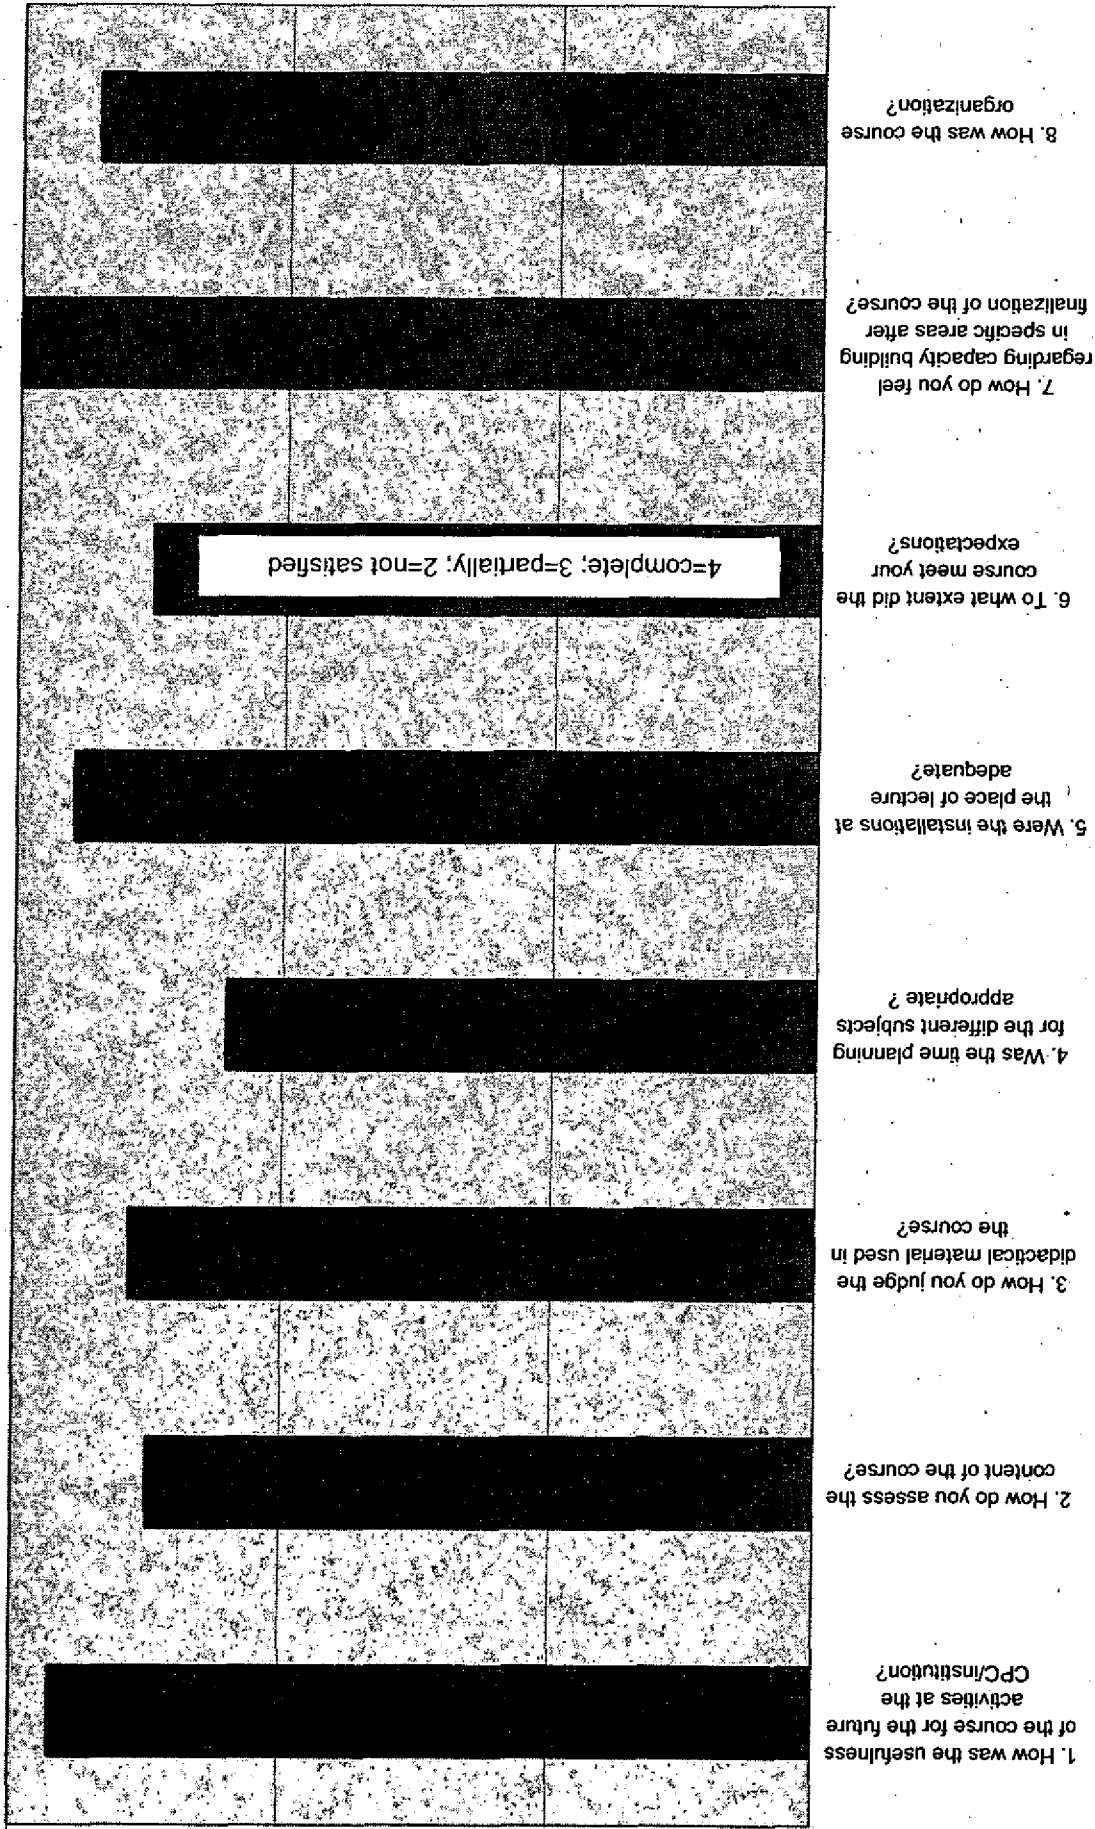 1. How was the usefulness
of the course for the future
activities at the
CPC/institution?
2. How do you assess the
content of the course?
3. How do you judge the
didactical material used in
the course?
4. Was the time planning
for the different subjects
appropriate ?
5. Were the installations at
the place of lecture
adequate?
6. To what extent did the
course meet your
expectations?
4=complete; 3=partially; 2=not satisfied
7. How do you feel
regarding capacity building
in specific areas after
finalization of the course?
8. How was the course
organization?